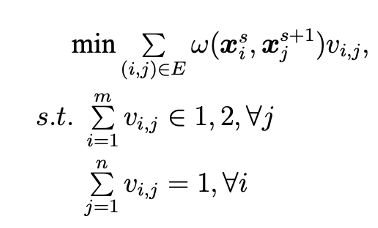 min ∑_{(i,j)∈E} ω(𝒙_i^s, 𝒙_j^{s+1})v_{i,j},
s.t. ∑_{i=1}^{m} v_{i,j} ∈ 1, 2, ∀j
∑_{j=1}^{n} v_{i,j} = 1, ∀i